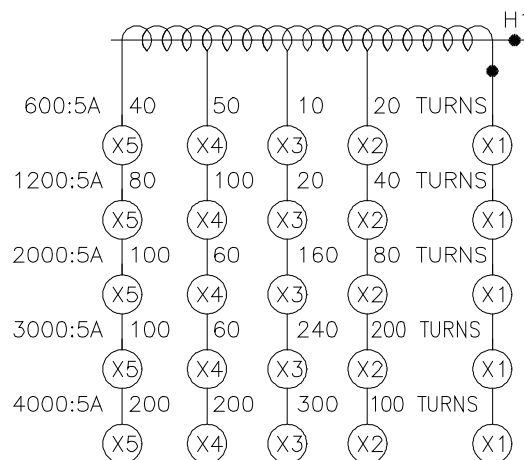 H1
600:5A 40 50 10 20 TURNS
X5 X4 X3 X2 X1
1200:5A 80 100 20 40 TURNS
X5 X4 X3 X2 X1
2000:5A 100 60 160 80 TURNS
X5 X4 X3 X2 X1
3000:5A 100 60 240 200 TURNS
X5 X4 X3 X2 X1
4000:5A 200 200 300 100 TURNS
X5 X4 X3 X2 X1